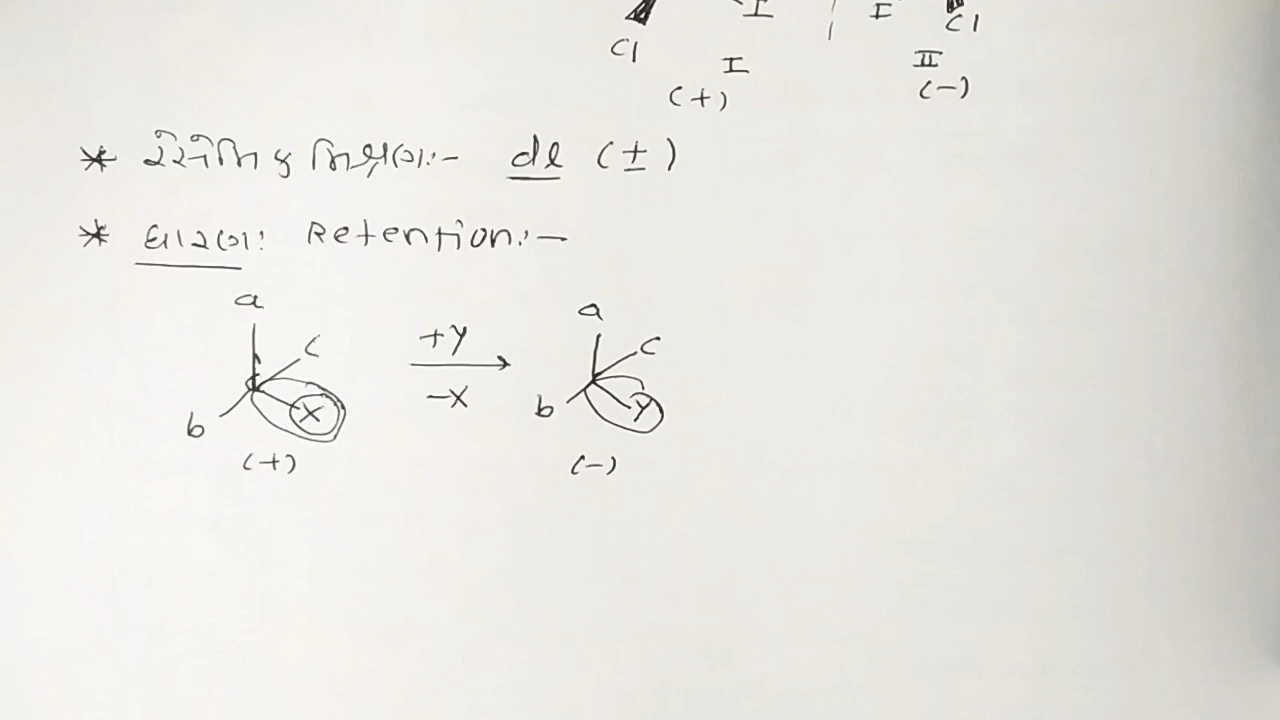 Cl I I Cl
I II
(+) (-)
* રેસેમિક મિશ્રણ:- dl (±)
* ધારણ: Retention:-
a a
c +Y c
b X -X b Y
(+) (-)